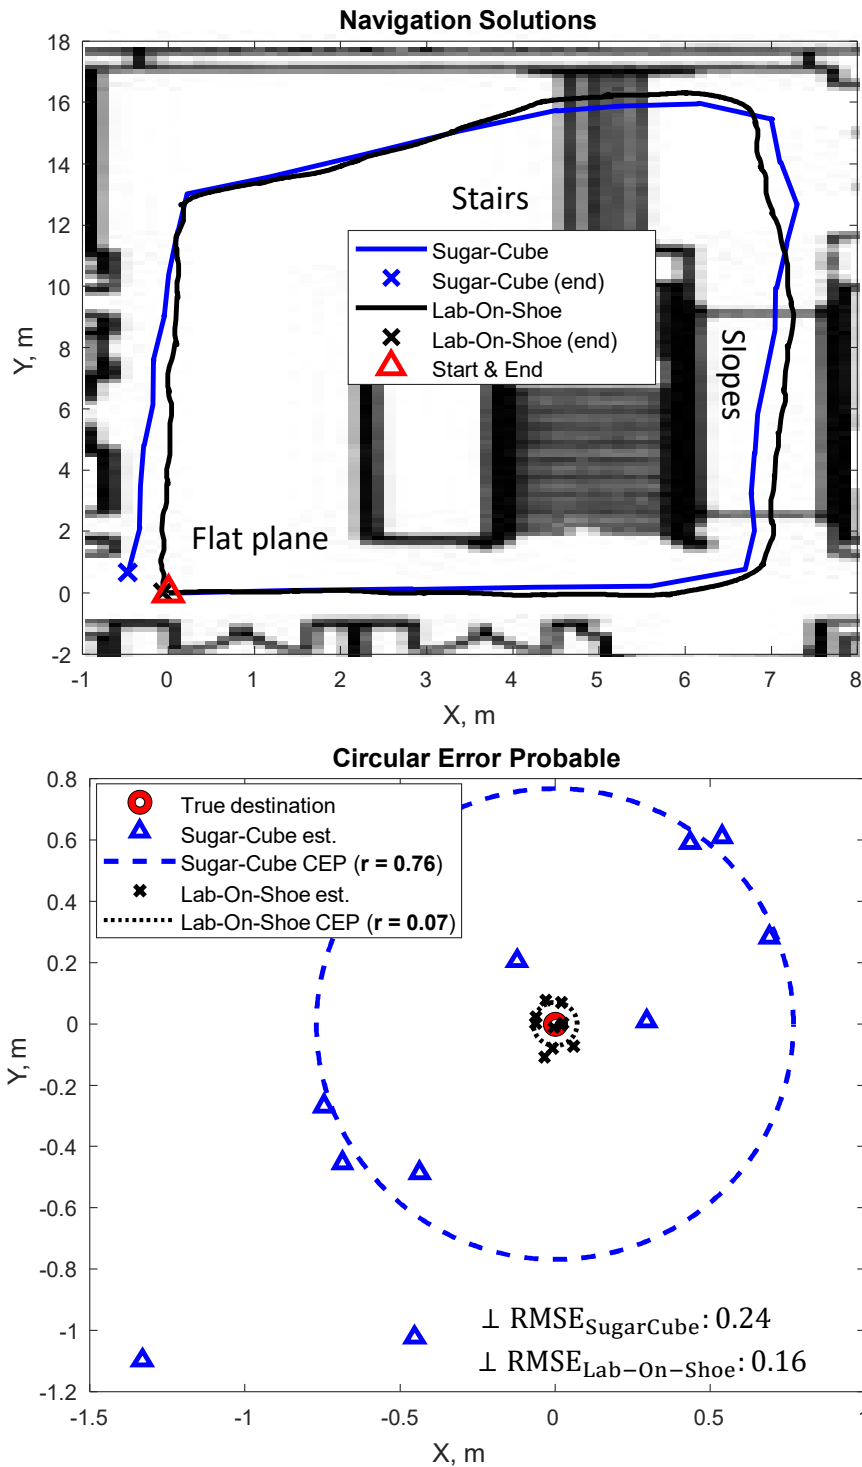 Navigation Solutions
18
16
14
12
10
8
6
4
2
0
-2
Y, m
Stairs
Sugar-Cube
Sugar-Cube (end)
Lab-On-Shoe
Lab-On-Shoe (end)
Start & End
Slopes
Flat plane
-1 0 1 2 3 4 5 6 7 8
X, m
Circular Error Probable
0.8
0.6
0.4
0.2
0
-0.2
-0.4
-0.6
-0.8
-1
-1.2
Y, m
True destination
Sugar-Cube est.
Sugar-Cube CEP (r = 0.76)
Lab-On-Shoe est.
Lab-On-Shoe CEP (r = 0.07)
⊥ RMSE_SugarCube: 0.24
⊥ RMSE_Lab−On−Shoe: 0.16
-1.5 -1 -0.5 0 0.5 1
X, m